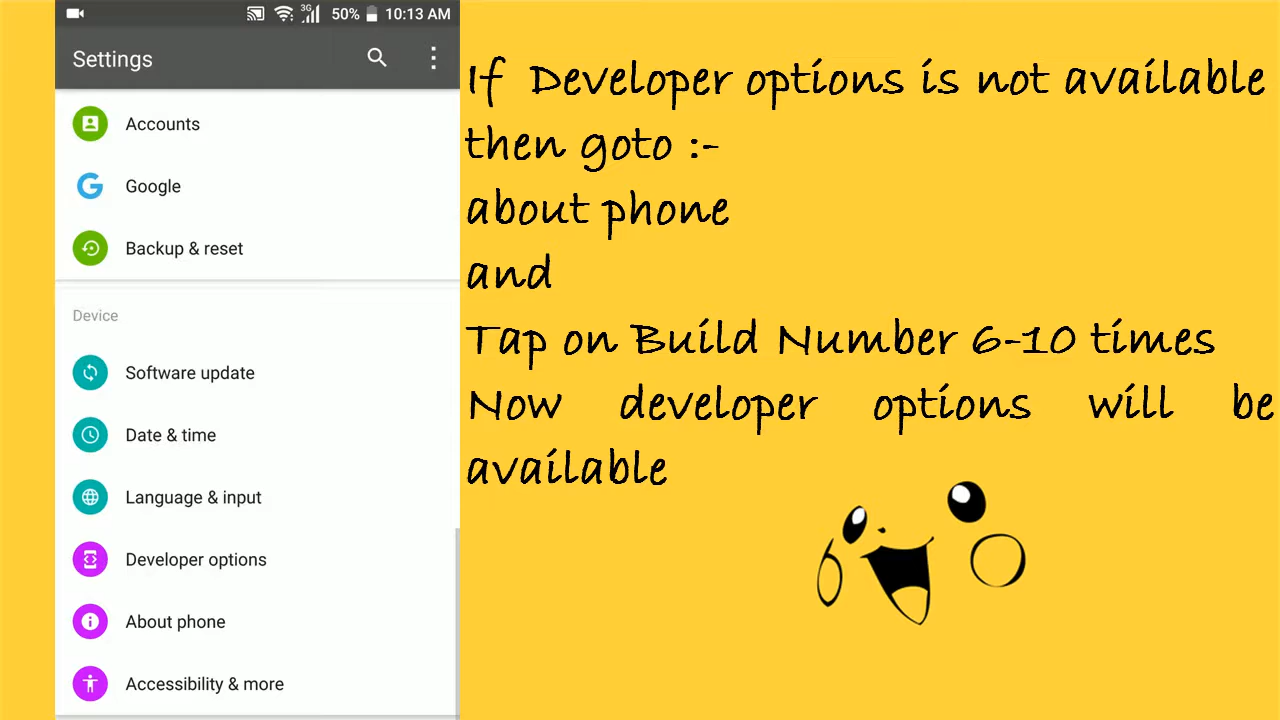 3G 50% 10:13 AM
Settings
Accounts
Google
Backup & reset
Device
Software update
Date & time
Language & input
Developer options
About phone
Accessibility & more
If Developer options is not available
then goto :-
about phone
and
Tap on Build Number 6-10 times
Now developer options will be
available